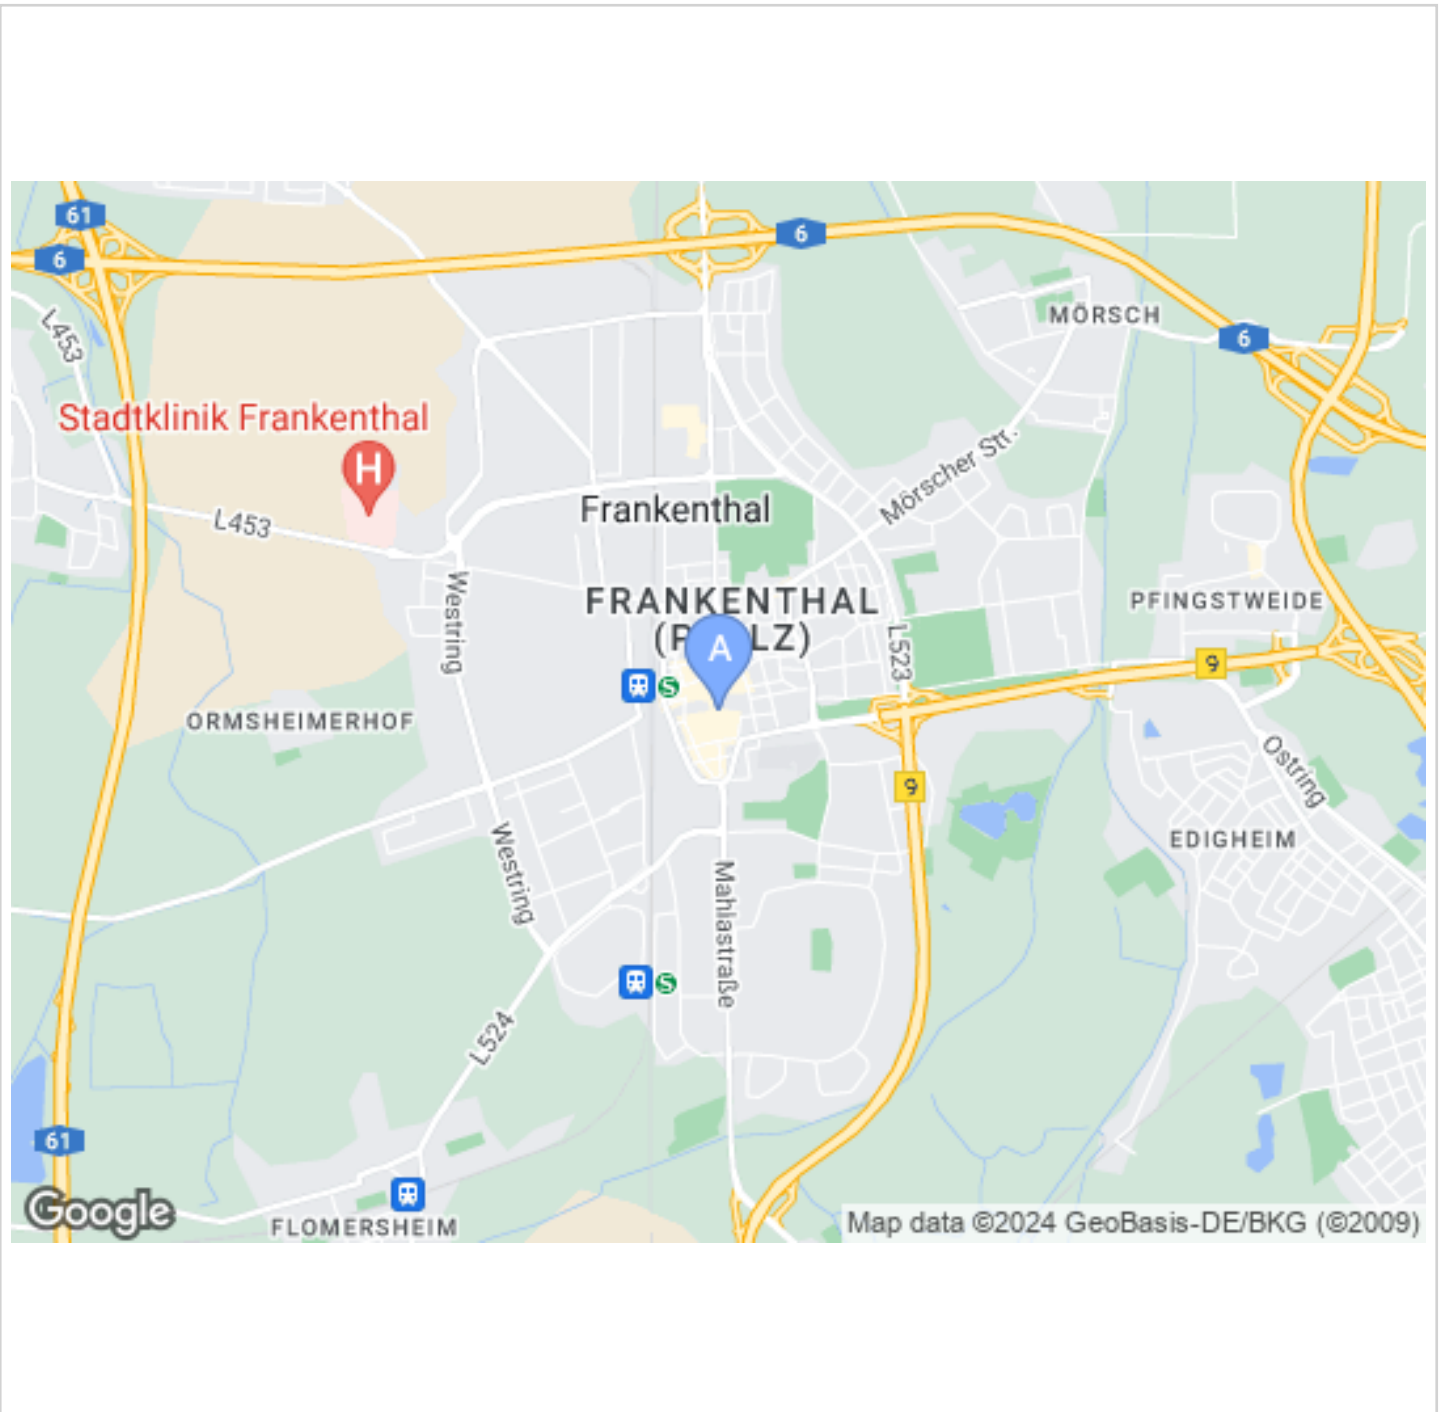 61
6
6
L453
MÖRSCH
6
Stadtklinik Frankenthal
H
Mörscher Str.
L453
Frankenthal
Westring
FRANKENTHAL
PFINGSTWEIDE
L523
A
9
S
ORMSHEIMERHOF
Ostring
9
Westring
EDIGHEIM
Mahlastraße
S
L524
61
Google
FLOMERSHEIM
Map data ©2024 GeoBasis-DE/BKG (©2009)